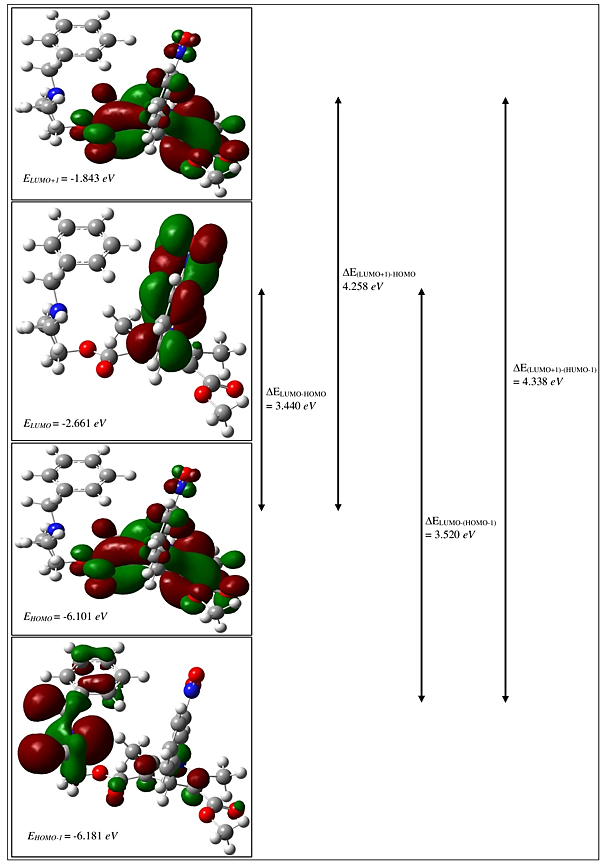 E_LUMO+1 = -1.843 eV
ΔE_(LUMO+1)-HOMO
4.258 eV
ΔE_(LUMO+1)-(HUMO-1)
= 4.338 eV
ΔE_LUMO-HOMO
= 3.440 eV
E_LUMO = -2.661 eV
ΔE_LUMO-(HOMO-1)
= 3.520 eV
E_HOMO = -6.101 eV
E_HOMO-1 = -6.181 eV